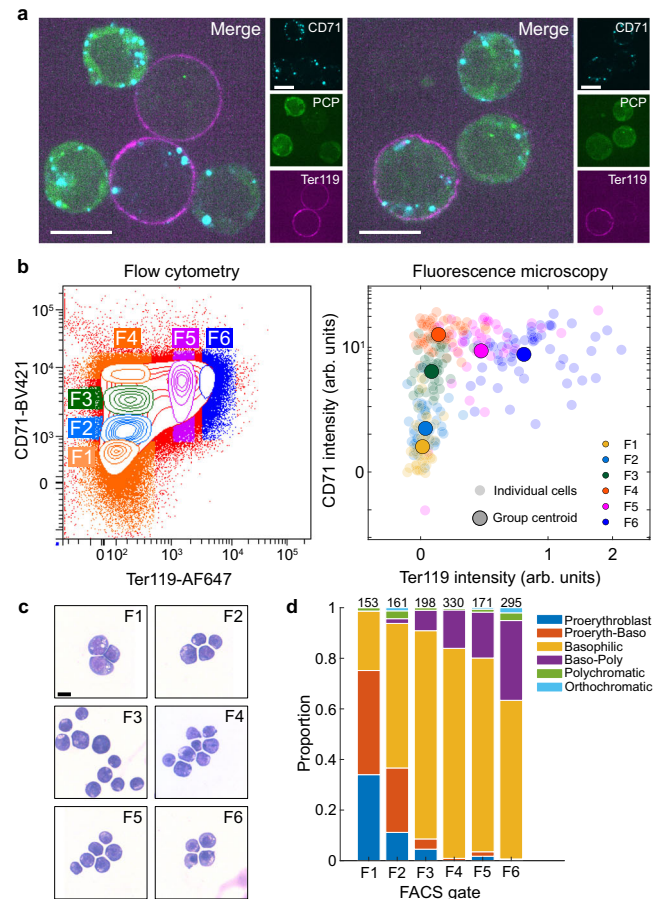 a
Merge
CD71
PCP
Ter119
Merge
CD71
PCP
Ter119
b
Flow cytometry
CD71-BV421
10⁵
10⁴
10³
0
F4
F5
F6
F3
F2
F1
0 10² 10³ 10⁴ 10⁵
Ter119-AF647
Fluorescence microscopy
CD71 intensity (arb. units)
10¹
0
Individual cells
Group centroid
F1
F2
F3
F4
F5
F6
0 1 2
Ter119 intensity (arb. units)
c
F1
F2
F3
F4
F5
F6
d
153 161 198 330 171 295
Proportion
1
0.8
0.6
0.4
0.2
0
F1 F2 F3 F4 F5 F6
FACS gate
Proerythroblast
Proeryth-Baso
Basophilic
Baso-Poly
Polychromatic
Orthochromatic